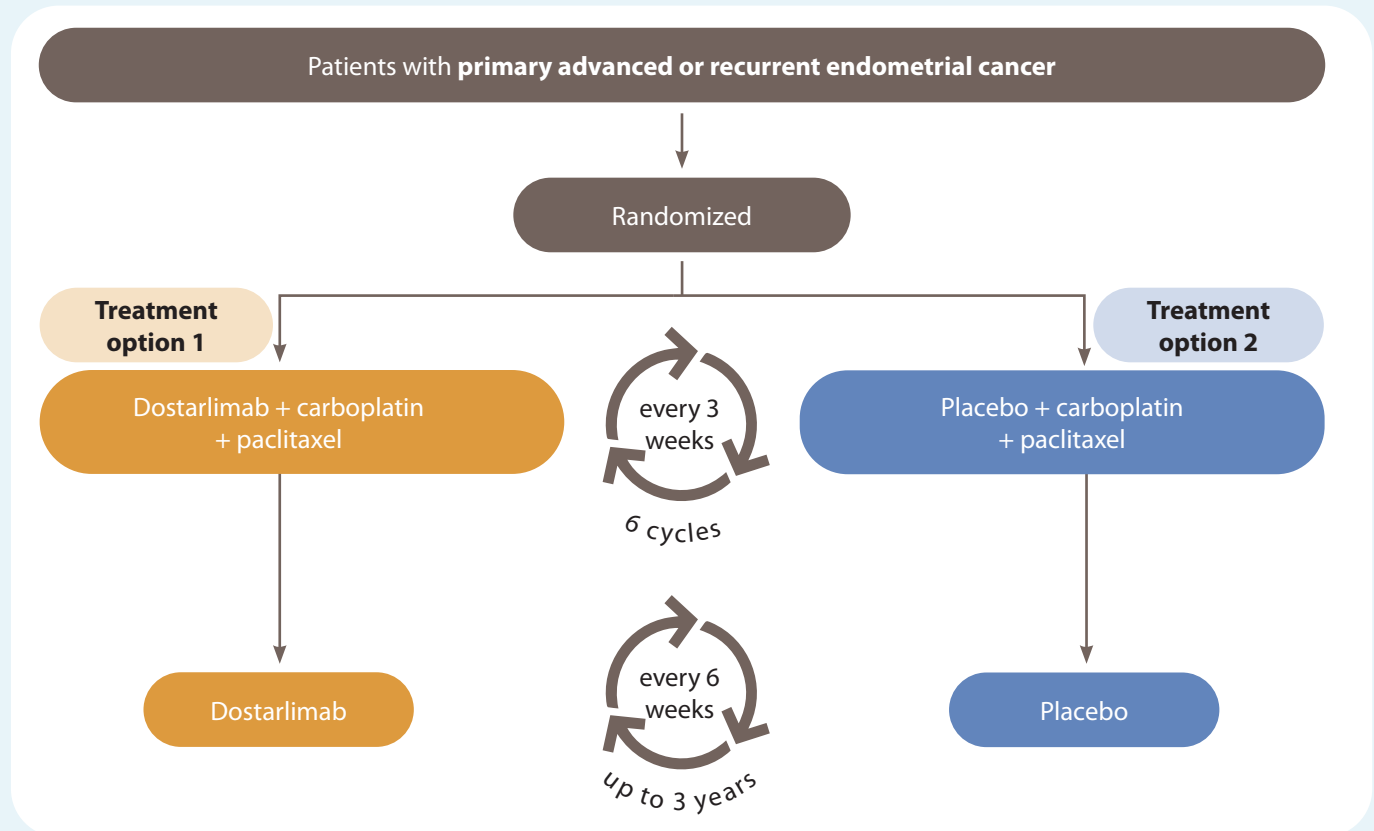 Patients with primary advanced or recurrent endometrial cancer
Randomized
Treatment
option 1
Treatment
option 2
Dostarlimab + carboplatin
+ paclitaxel
every 3
weeks
6 cycles
Placebo + carboplatin
+ paclitaxel
Dostarlimab
every 6
weeks
up to 3 years
Placebo